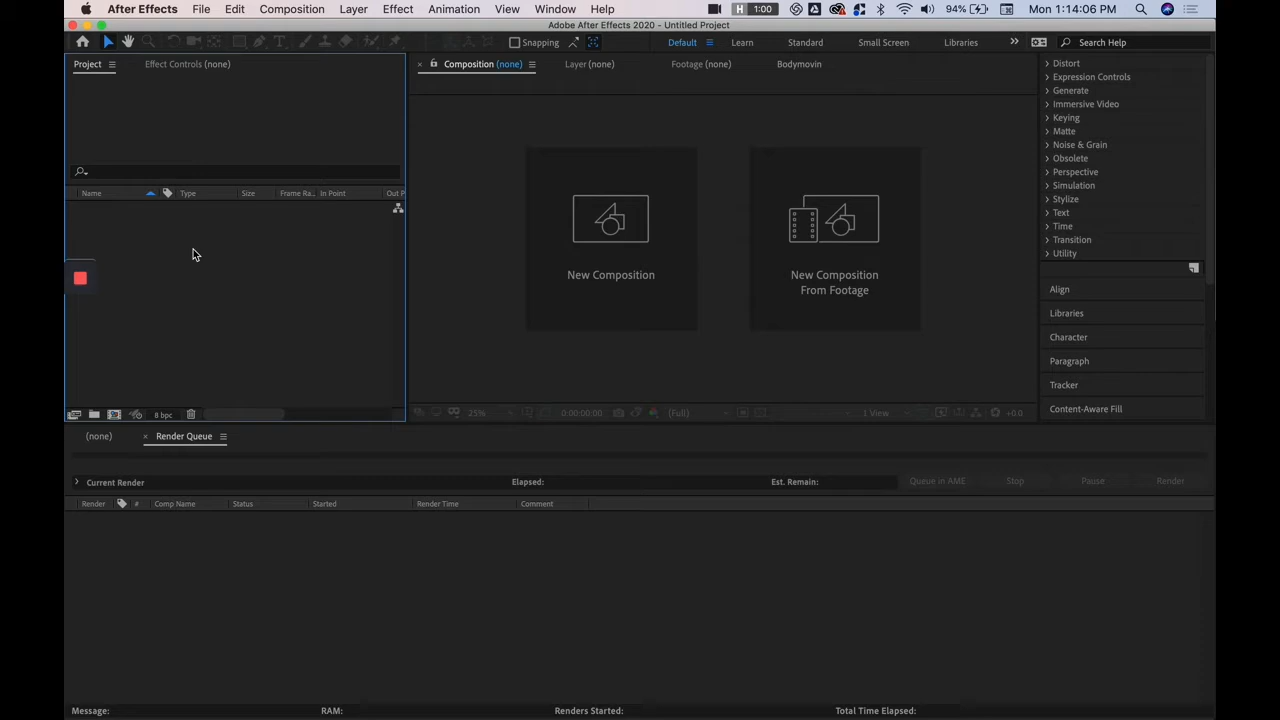 After Effects File Edit Composition Layer Effect Animation View Window Help H 1:00 94% Mon 1:14:06 PM
Adobe After Effects 2020 - Untitled Project
Snapping Default Learn Standard Small Screen Libraries Search Help
Project Effect Controls (none) Composition (none) Layer (none) Footage (none) Bodymovin
Distort
Expression Controls
Generate
Immersive Video
Keying
Matte
Noise & Grain
Obsolete
Perspective
Simulation
Stylize
Text
Time
Transition
Utility
Align
Libraries
Character
Paragraph
Tracker
Content-Aware Fill
Name Type Size Frame Ra... In Point Out P
New Composition
New Composition
From Footage
8 bpc
25% 0:00:00:00 (Full) 1 View +0.0
(none) Render Queue
Current Render Elapsed: Est. Remain: Queue in AME Stop Pause Render
Render # Comp Name Status Started Render Time Comment
Message: RAM: Renders Started: Total Time Elapsed: